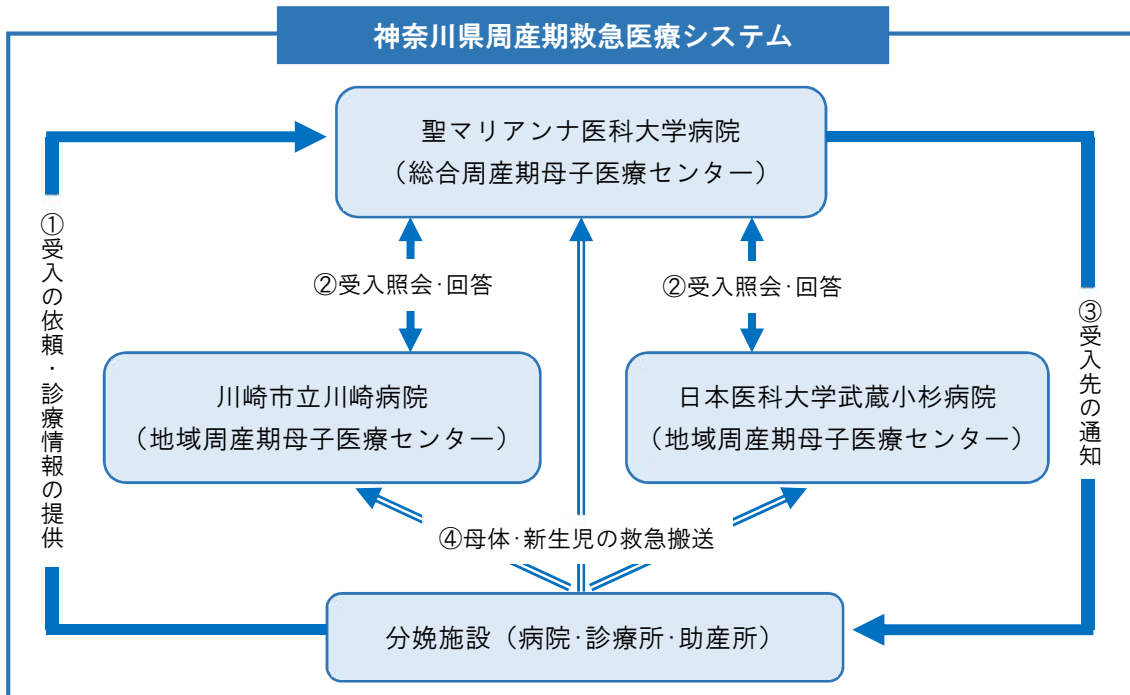 神奈川県周産期救急医療システム
聖マリアンナ医科大学病院
（総合周産期母子医療センター）
①受入の依頼・診療情報の提供
②受入照会・回答
②受入照会・回答
③受入先の通知
川崎市立川崎病院
（地域周産期母子医療センター）
日本医科大学武蔵小杉病院
（地域周産期母子医療センター）
④母体・新生児の救急搬送
分娩施設（病院・診療所・助産所）